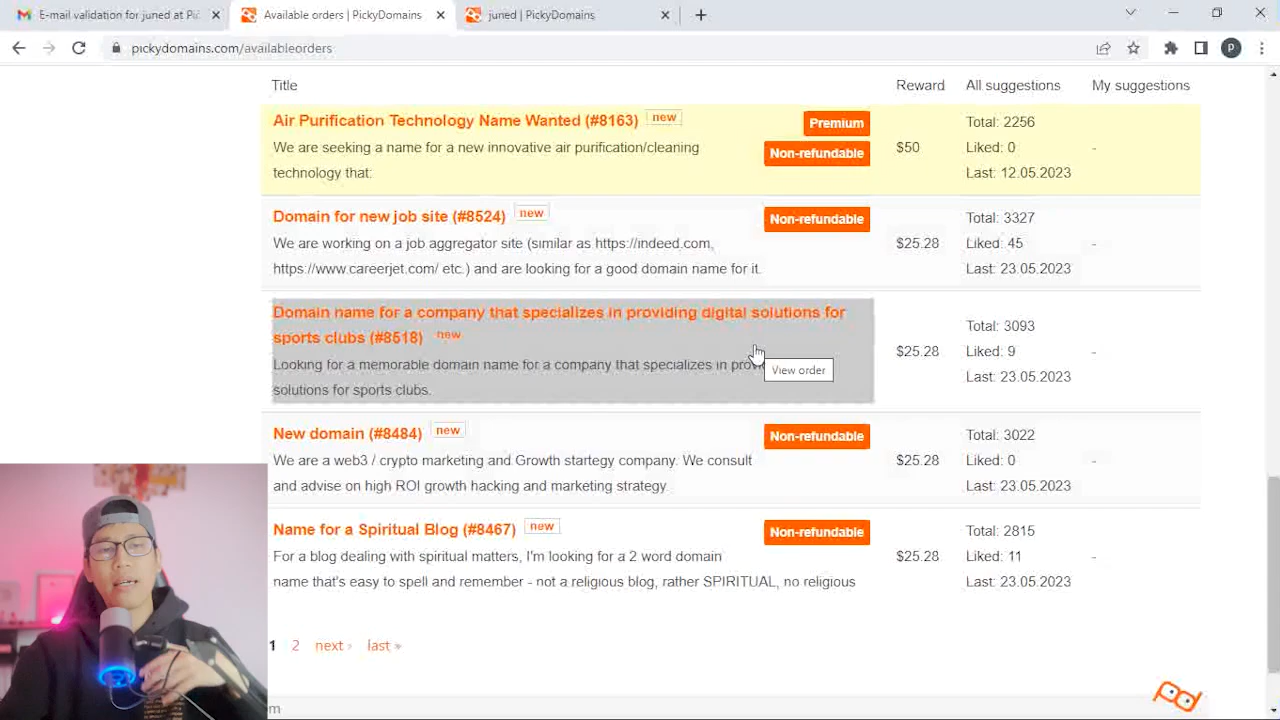 E-mail validation for juned at Pi
Available orders | PickyDomains
juned | PickyDomains
pickydomains.com/availableorders
P
Title
Reward
All suggestions
My suggestions
Air Purification Technology Name Wanted (#8163) new
Premium
We are seeking a name for a new innovative air purification/cleaning
technology that:
Non-refundable
$50
Total: 2256
Liked: 0
Last: 12.05.2023
-
Domain for new job site (#8524) new
Non-refundable
We are working on a job aggregator site (similar as https://indeed.com,
https://www.careerjet.com/ etc.) and are looking for a good domain name for it.
$25.28
Total: 3327
Liked: 45
Last: 23.05.2023
-
Domain name for a company that specializes in providing digital solutions for
sports clubs (#8518) new
Looking for a memorable domain name for a company that specializes in prov
solutions for sports clubs.
View order
$25.28
Total: 3093
Liked: 9
Last: 23.05.2023
-
New domain (#8484) new
Non-refundable
We are a web3 / crypto marketing and Growth startegy company. We consult
and advise on high ROI growth hacking and marketing strategy.
$25.28
Total: 3022
Liked: 0
Last: 23.05.2023
-
Name for a Spiritual Blog (#8467) new
Non-refundable
For a blog dealing with spiritual matters, I'm looking for a 2 word domain
name that's easy to spell and remember - not a religious blog, rather SPIRITUAL, no religious
$25.28
Total: 2815
Liked: 11
Last: 23.05.2023
-
1 2 next › last »
pd
m